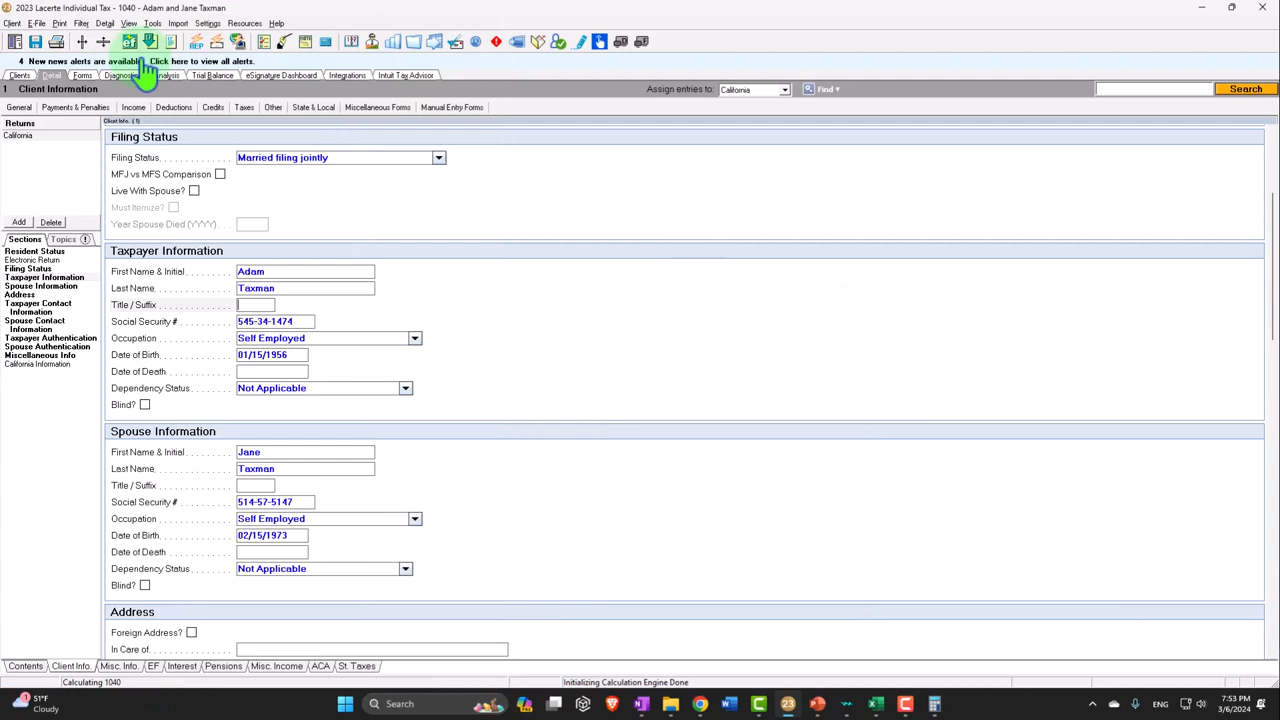 2023 Lacerte Individual Tax - 1040 - Adam and Jane Taxman
Client E-File Print Filter Detail View Tools Import Settings Resources Help
4 New news alerts are available. Click here to view all alerts.
Clients Detail Forms Diagnos Analysis Trial Balance eSignature Dashboard Integrations Intuit Tax Advisor
1 Client Information Assign entries to: California Find Search
General Payments & Penalties Income Deductions Credits Taxes Other State & Local Miscellaneous Forms Manual Entry Forms
Returns
California
Add Delete
Sections Topics
Resident Status
Electronic Return
Filing Status
Taxpayer Information
Spouse Information
Address
Taxpayer Contact
Information
Spouse Contact
Information
Taxpayer Authentication
Spouse Authentication
Miscellaneous Info
California Information
Client Info. (1)
Filing Status
Filing Status Married filing jointly
MFJ vs MFS Comparison
Live With Spouse?
Must Itemize?
Year Spouse Died (YYYY)
Taxpayer Information
First Name & Initial Adam
Last Name Taxman
Title / Suffix
Social Security # 545-34-1474
Occupation Self Employed
Date of Birth 01/15/1956
Date of Death
Dependency Status Not Applicable
Blind?
Spouse Information
First Name & Initial Jane
Last Name Taxman
Title / Suffix
Social Security # 514-57-5147
Occupation Self Employed
Date of Birth 02/15/1973
Date of Death
Dependency Status Not Applicable
Blind?
Address
Foreign Address?
In Care of
Contents Client Info. Misc. Info. EF Interest Pensions Misc. Income ACA St. Taxes
Calculating 1040 Initializing Calculation Engine Done
51°F
Cloudy
Search
ENG
7:53 PM
3/6/2024